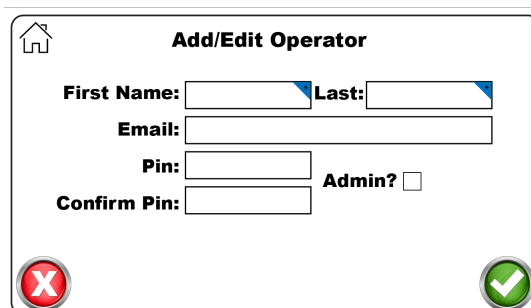 Add/Edit Operator
First Name: * Last: *
Email:
Pin:
Admin?
Confirm Pin: